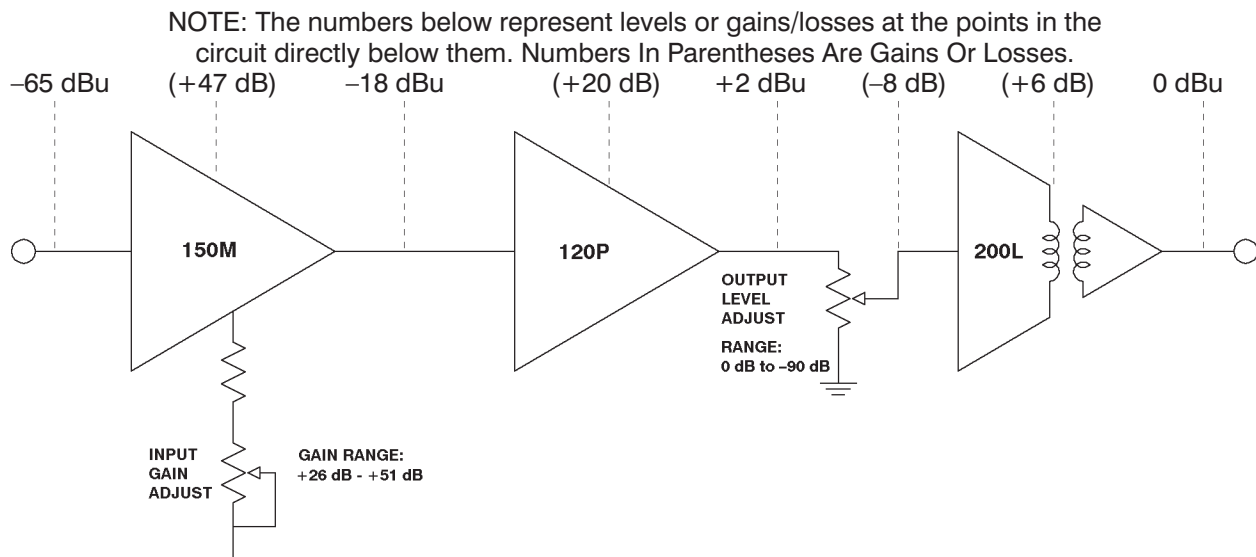 NOTE: The numbers below represent levels or gains/losses at the points in the
circuit directly below them. Numbers In Parentheses Are Gains Or Losses.
−65 dBu (+47 dB) −18 dBu (+20 dB) +2 dBu (−8 dB) (+6 dB) 0 dBu
150M 120P 200L
OUTPUT
LEVEL
ADJUST
RANGE:
0 dB to −90 dB
INPUT
GAIN
ADJUST
GAIN RANGE:
+26 dB - +51 dB